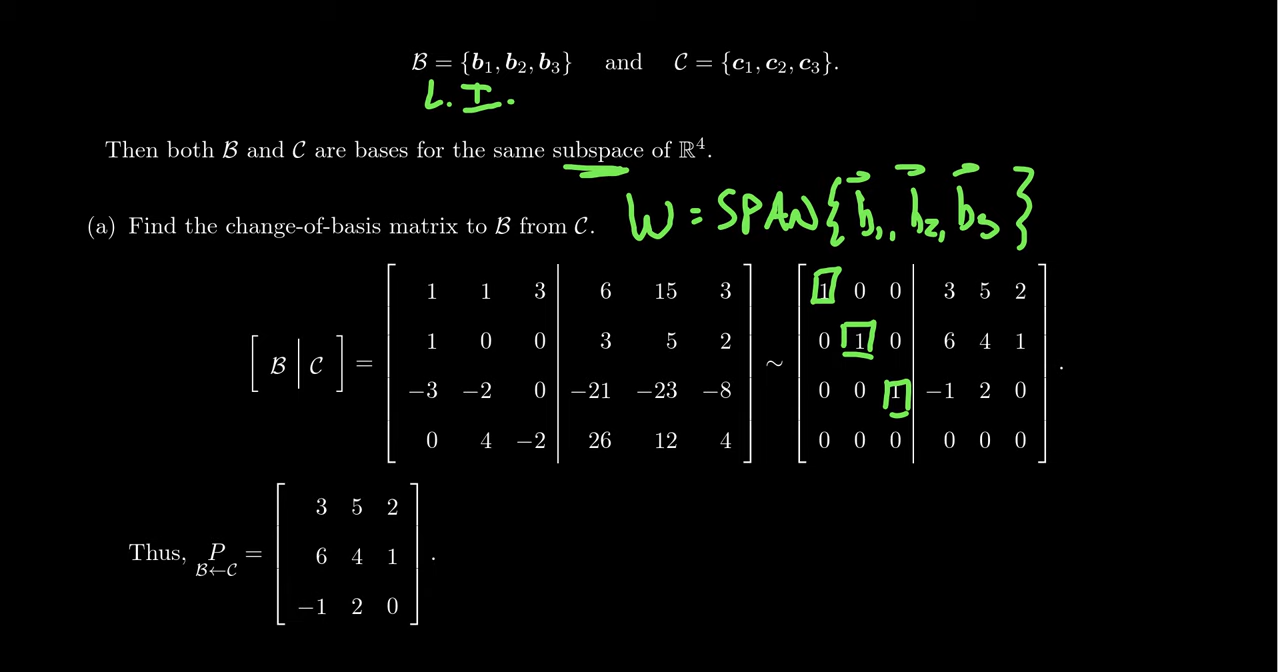 ℬ = {b₁, b₂, b₃} and 𝒞 = {c₁, c₂, c₃}.
L. I.
Then both ℬ and 𝒞 are bases for the same subspace of ℝ⁴.
W = SPAN{b⃗₁, b⃗₂, b⃗₃}
(a) Find the change-of-basis matrix to ℬ from 𝒞.
1 1 3 | 6 15 3 1 0 0 | 3 5 2
1 0 0 | 3 5 2 0 1 0 | 6 4 1
[ ℬ | 𝒞 ] = ∼ .
−3 −2 0 | −21 −23 −8 0 0 1 | −1 2 0
0 4 −2 | 26 12 4 0 0 0 | 0 0 0
3 5 2
Thus, P ℬ←𝒞 = 6 4 1 .
−1 2 0